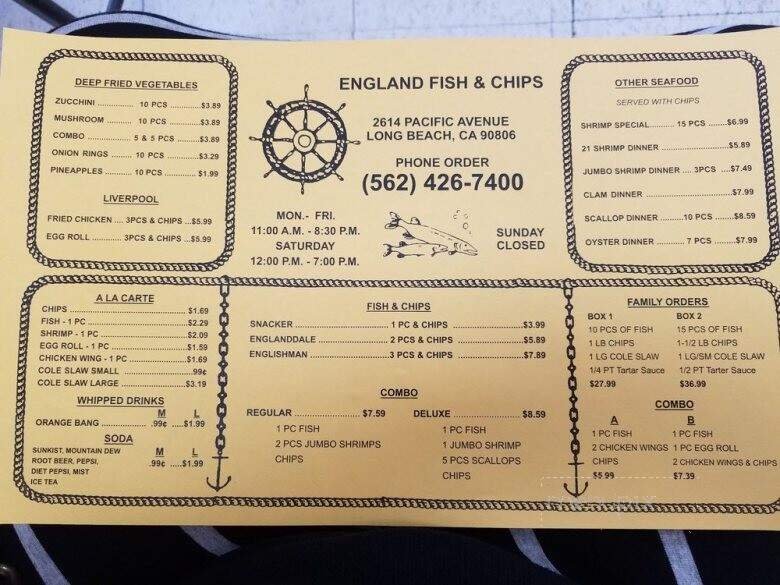 DEEP FRIED VEGETABLES
ZUCCHINI ............ 10 PCS ..........$3.89
MUSHROOM .......... 10 PCS ..........$3.89
COMBO ............. 5 & 5 PCS ........$3.89
ONION RINGS ...... 10 PCS ..........$3.29
PINEAPPLES ......... 10 PCS ..........$1.99
LIVERPOOL
FRIED CHICKEN .... 3PCS & CHIPS ...$5.99
EGG ROLL ........... 3PCS & CHIPS ...$5.99
ENGLAND FISH & CHIPS
2614 PACIFIC AVENUE
LONG BEACH, CA 90806
PHONE ORDER
(562) 426-7400
MON.- FRI.
11:00 A.M. - 8:30 P.M.
SATURDAY
12:00 P.M. - 7:00 P.M.
SUNDAY
CLOSED
OTHER SEAFOOD
SERVED WITH CHIPS
SHRIMP SPECIAL......... 15 PCS ......$6.99
21 SHRIMP DINNER ..............................$5.89
JUMBO SHRIMP DINNER .... 3PCS ....$7.49
CLAM DINNER .....................................$7.99
SCALLOP DINNER .........10 PCS ......$8.59
OYSTER DINNER ............ 7 PCS ......$7.99
A LA CARTE
CHIPS ............................................$1.69
FISH - 1 PC ....................................$2.29
SHRIMP - 1 PC ...............................$2.09
EGG ROLL - 1 PC ...........................$1.59
CHICKEN WING - 1 PC ...................$1.69
COLE SLAW SMALL .......................99¢
COLE SLAW LARGE ......................$3.19
WHIPPED DRINKS
M L
ORANGE BANG ................... .99¢ ....$1.99
SODA
SUNKIST, MOUNTAIN DEW M L
ROOT BEER, PEPSI, .99¢ .....$1.99
DIET PEPSI, MIST
ICE TEA
FISH & CHIPS
SNACKER .......................... 1 PC & CHIPS .........................$3.99
ENGLANDDALE ................. 2 PCS & CHIPS .......................$5.89
ENGLISHMAN .................... 3 PCS & CHIPS .......................$7.89
COMBO
REGULAR .............................$7.59
1 PC FISH
2 PCS JUMBO SHRIMPS
CHIPS
DELUXE .............................. $8.59
1 PC FISH
1 JUMBO SHRIMP
5 PCS SCALLOPS
CHIPS
FAMILY ORDERS
BOX 1 BOX 2
10 PCS OF FISH 15 PCS OF FISH
1 LB CHIPS 1-1/2 LB CHIPS
1 LG COLE SLAW 1 LG/SM COLE SLAW
1/4 PT Tarter Sauce 1/2 PT Tartar Sauce
$27.99 $36.99
COMBO
A B
1 PC FISH 1 PC FISH
2 CHICKEN WINGS 1 PC EGG ROLL
CHIPS 2 CHICKEN WINGS & CHIPS
$5.99 $7.39